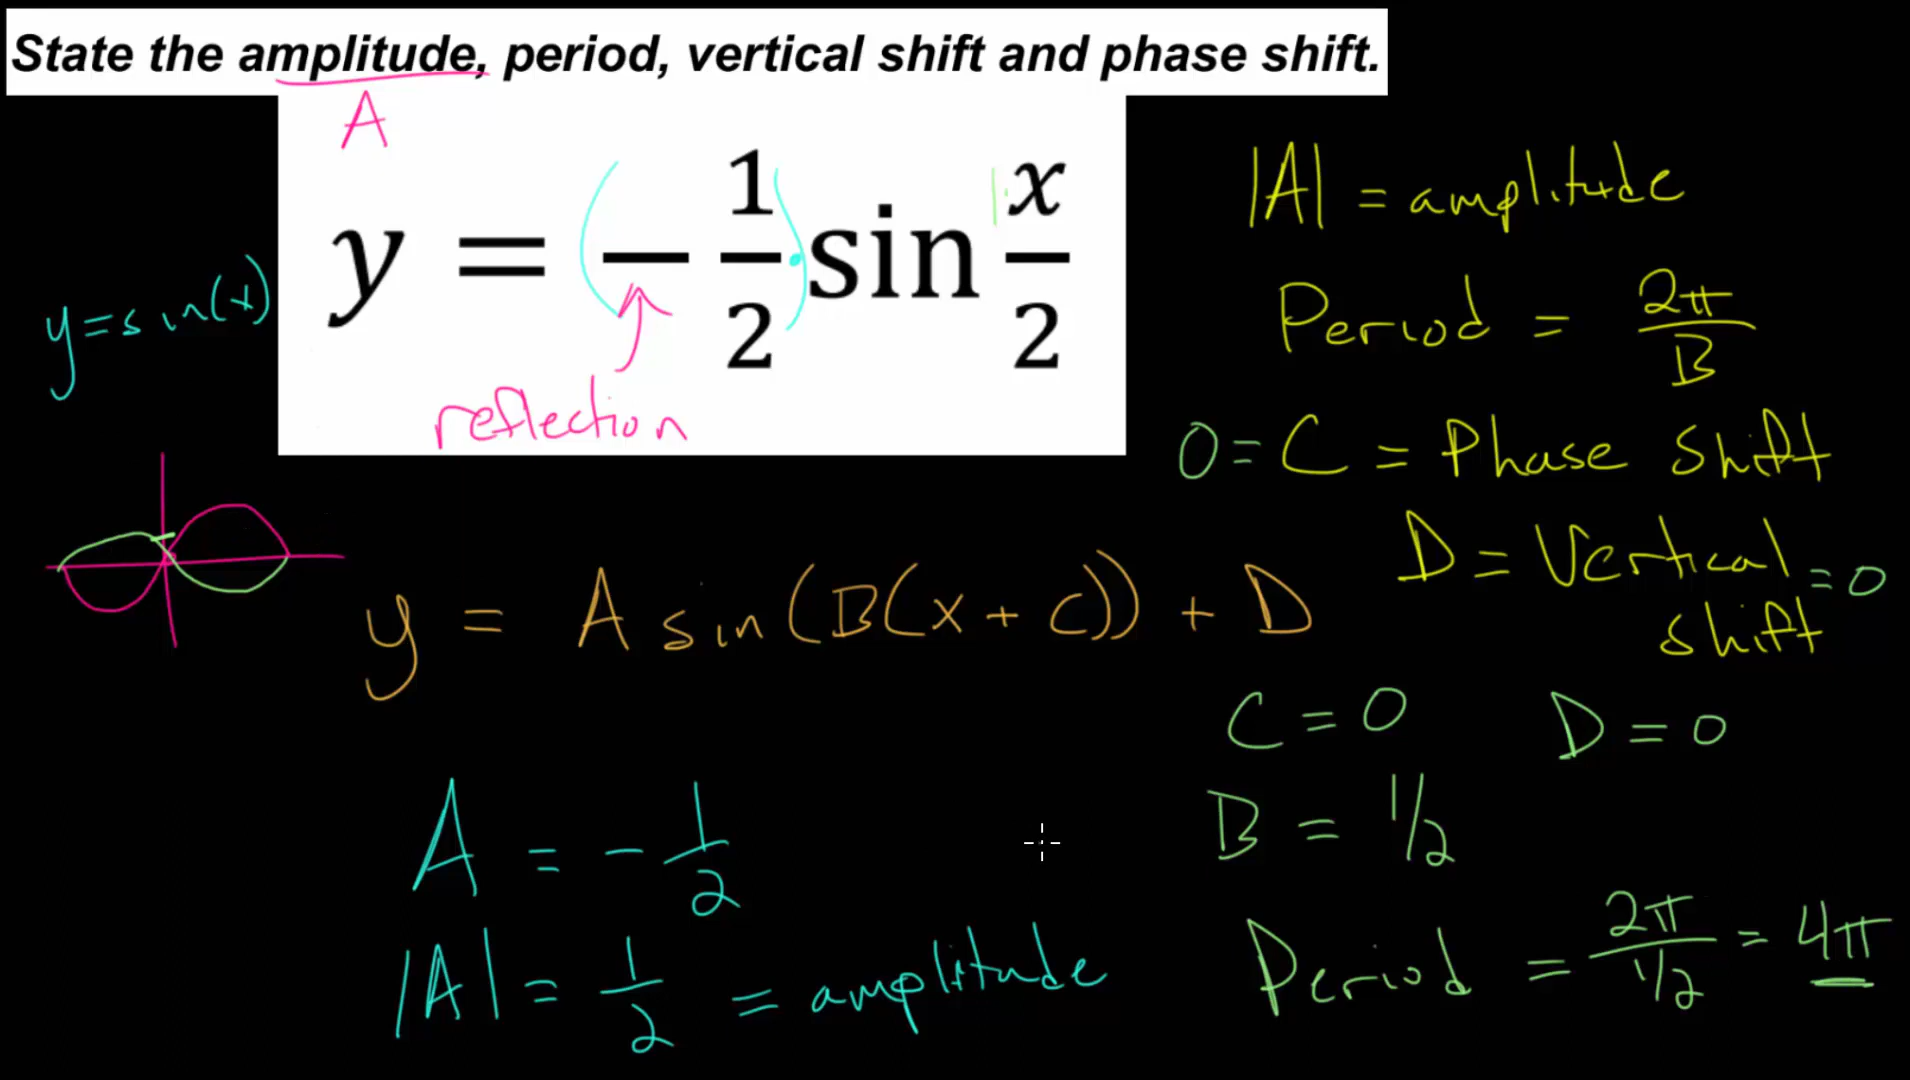 State the amplitude, period, vertical shift and phase shift.
A
y = (-1/2)·sin 1·x/2
reflection
y=sin(x)
|A| = amplitude
Period = 2π/B
0 = C = Phase shift
D = Vertical shift = 0
y = A sin(B(x + C)) + D
C = 0 D = 0
B = 1/2
A = -1/2
|A| = 1/2 = amplitude
Period = 2π/1/2 = 4π